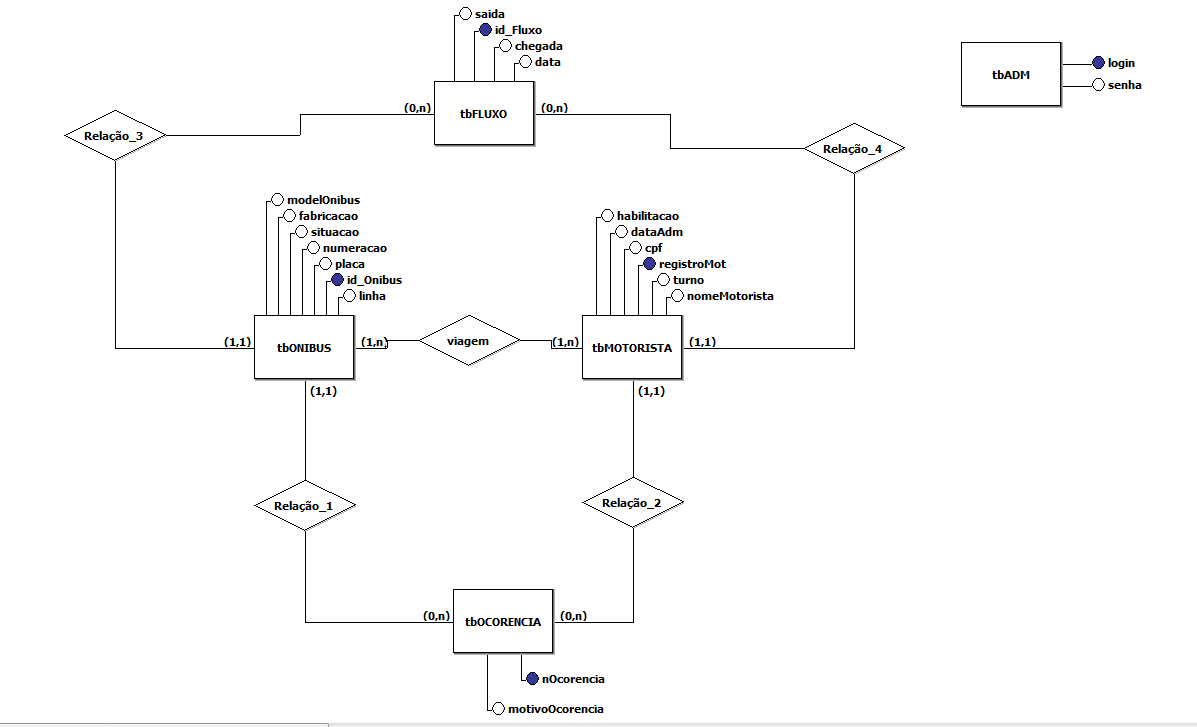 saida
id_Fluxo
chegada
data
tbFLUXO
(0,n)
(0,n)
tbADM
login
senha
Relação_3
Relação_4
modelOnibus
fabricacao
situacao
numeracao
placa
id_Onibus
linha
habilitacao
dataAdm
cpf
registroMot
turno
nomeMotorista
(1,1)
tbONIBUS
(1,n)
viagem
(1,n)
tbMOTORISTA
(1,1)
(1,1)
(1,1)
Relação_1
Relação_2
(0,n)
tbOCORENCIA
(0,n)
nOcorencia
motivoOcorencia